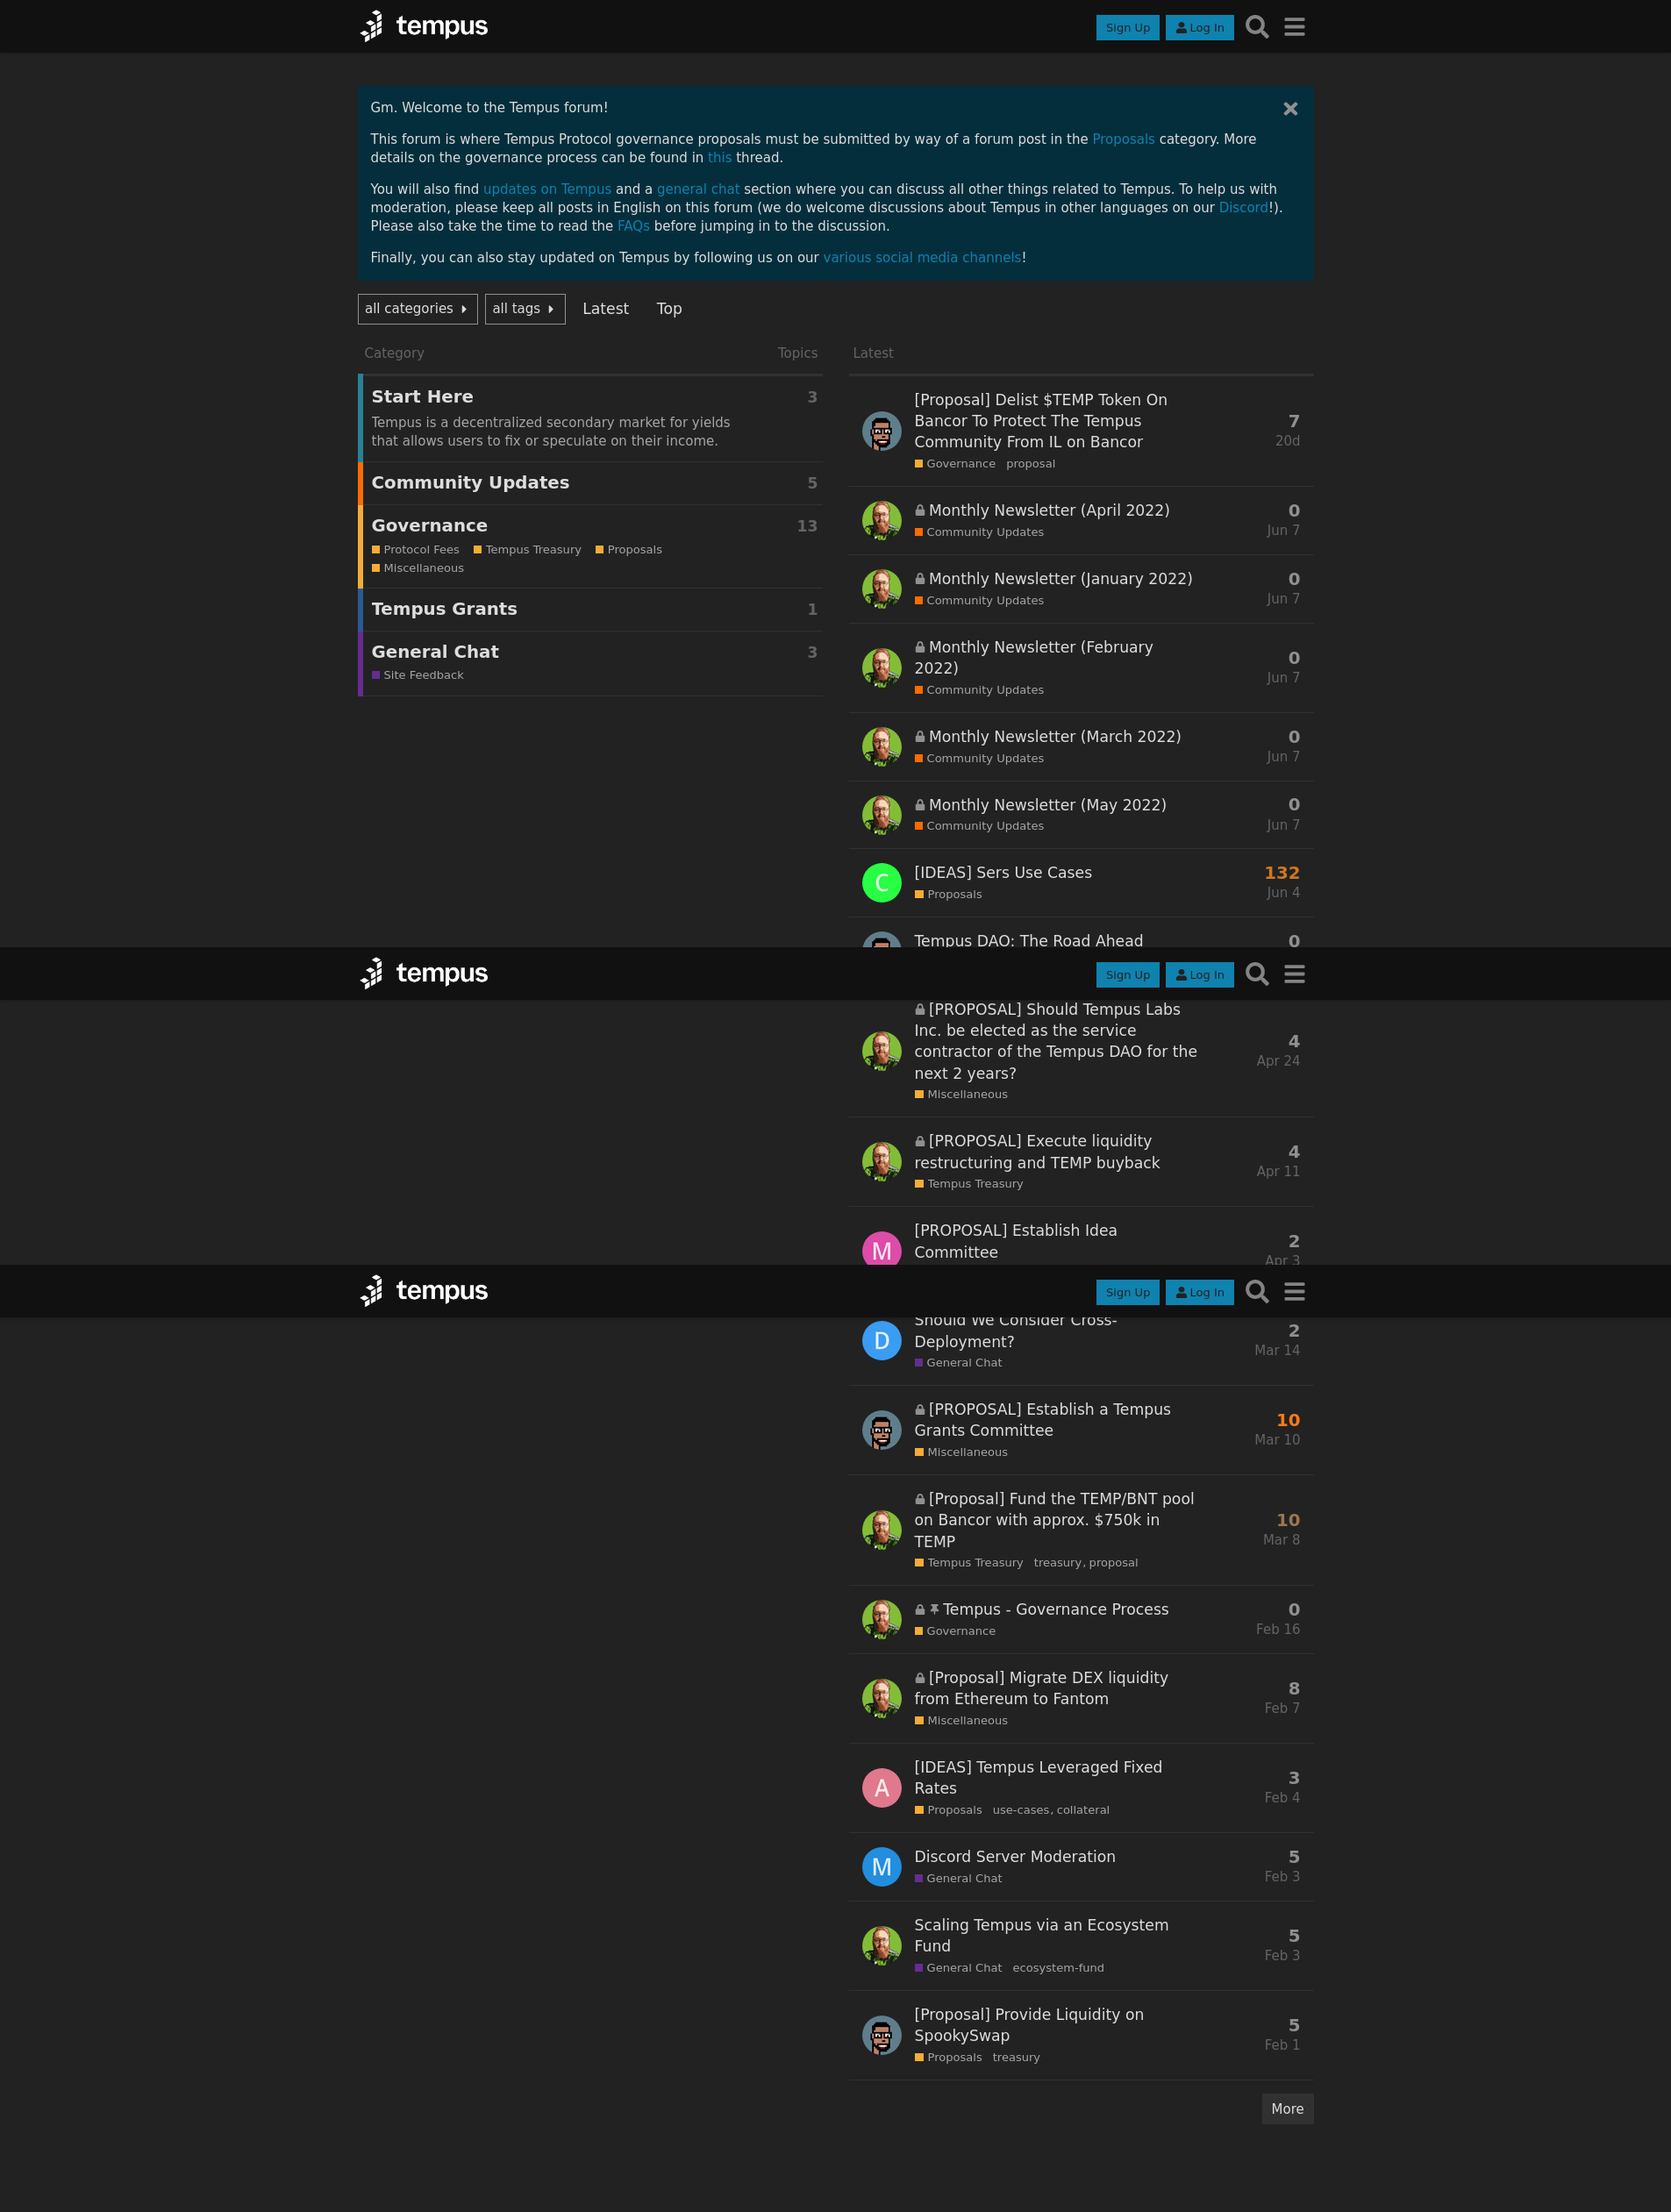 tempus
Sign Up
Log In
Gm. Welcome to the Tempus forum!
This forum is where Tempus Protocol governance proposals must be submitted by way of a forum post in the Proposals category. More
details on the governance process can be found in this thread.
You will also find updates on Tempus and a general chat section where you can discuss all other things related to Tempus. To help us with
moderation, please keep all posts in English on this forum (we do welcome discussions about Tempus in other languages on our Discord!).
Please also take the time to read the FAQs before jumping in to the discussion.
Finally, you can also stay updated on Tempus by following us on our various social media channels!
all categories
all tags
Latest
Top
Category
Topics
Start Here
3
Tempus is a decentralized secondary market for yields
that allows users to fix or speculate on their income.
Community Updates
5
Governance
13
Protocol Fees Tempus Treasury Proposals
Miscellaneous
Tempus Grants
1
General Chat
3
Site Feedback
Latest
[Proposal] Delist $TEMP Token On
Bancor To Protect The Tempus
Community From IL on Bancor
Governance proposal
7
20d
Monthly Newsletter (April 2022)
Community Updates
0
Jun 7
Monthly Newsletter (January 2022)
Community Updates
0
Jun 7
Monthly Newsletter (February
2022)
Community Updates
0
Jun 7
Monthly Newsletter (March 2022)
Community Updates
0
Jun 7
Monthly Newsletter (May 2022)
Community Updates
0
Jun 7
C
[IDEAS] Sers Use Cases
Proposals
132
Jun 4
Tempus DAO: The Road Ahead
0
tempus
Sign Up
Log In
[PROPOSAL] Should Tempus Labs
Inc. be elected as the service
contractor of the Tempus DAO for the
next 2 years?
Miscellaneous
4
Apr 24
[PROPOSAL] Execute liquidity
restructuring and TEMP buyback
Tempus Treasury
4
Apr 11
M
[PROPOSAL] Establish Idea
Committee
2
Apr 3
tempus
Sign Up
Log In
D
Should We Consider Cross-
Deployment?
General Chat
2
Mar 14
[PROPOSAL] Establish a Tempus
Grants Committee
Miscellaneous
10
Mar 10
[Proposal] Fund the TEMP/BNT pool
on Bancor with approx. $750k in
TEMP
Tempus Treasury treasury, proposal
10
Mar 8
Tempus - Governance Process
Governance
0
Feb 16
[Proposal] Migrate DEX liquidity
from Ethereum to Fantom
Miscellaneous
8
Feb 7
A
[IDEAS] Tempus Leveraged Fixed
Rates
Proposals use-cases, collateral
3
Feb 4
M
Discord Server Moderation
General Chat
5
Feb 3
Scaling Tempus via an Ecosystem
Fund
General Chat ecosystem-fund
5
Feb 3
[Proposal] Provide Liquidity on
SpookySwap
Proposals treasury
5
Feb 1
More